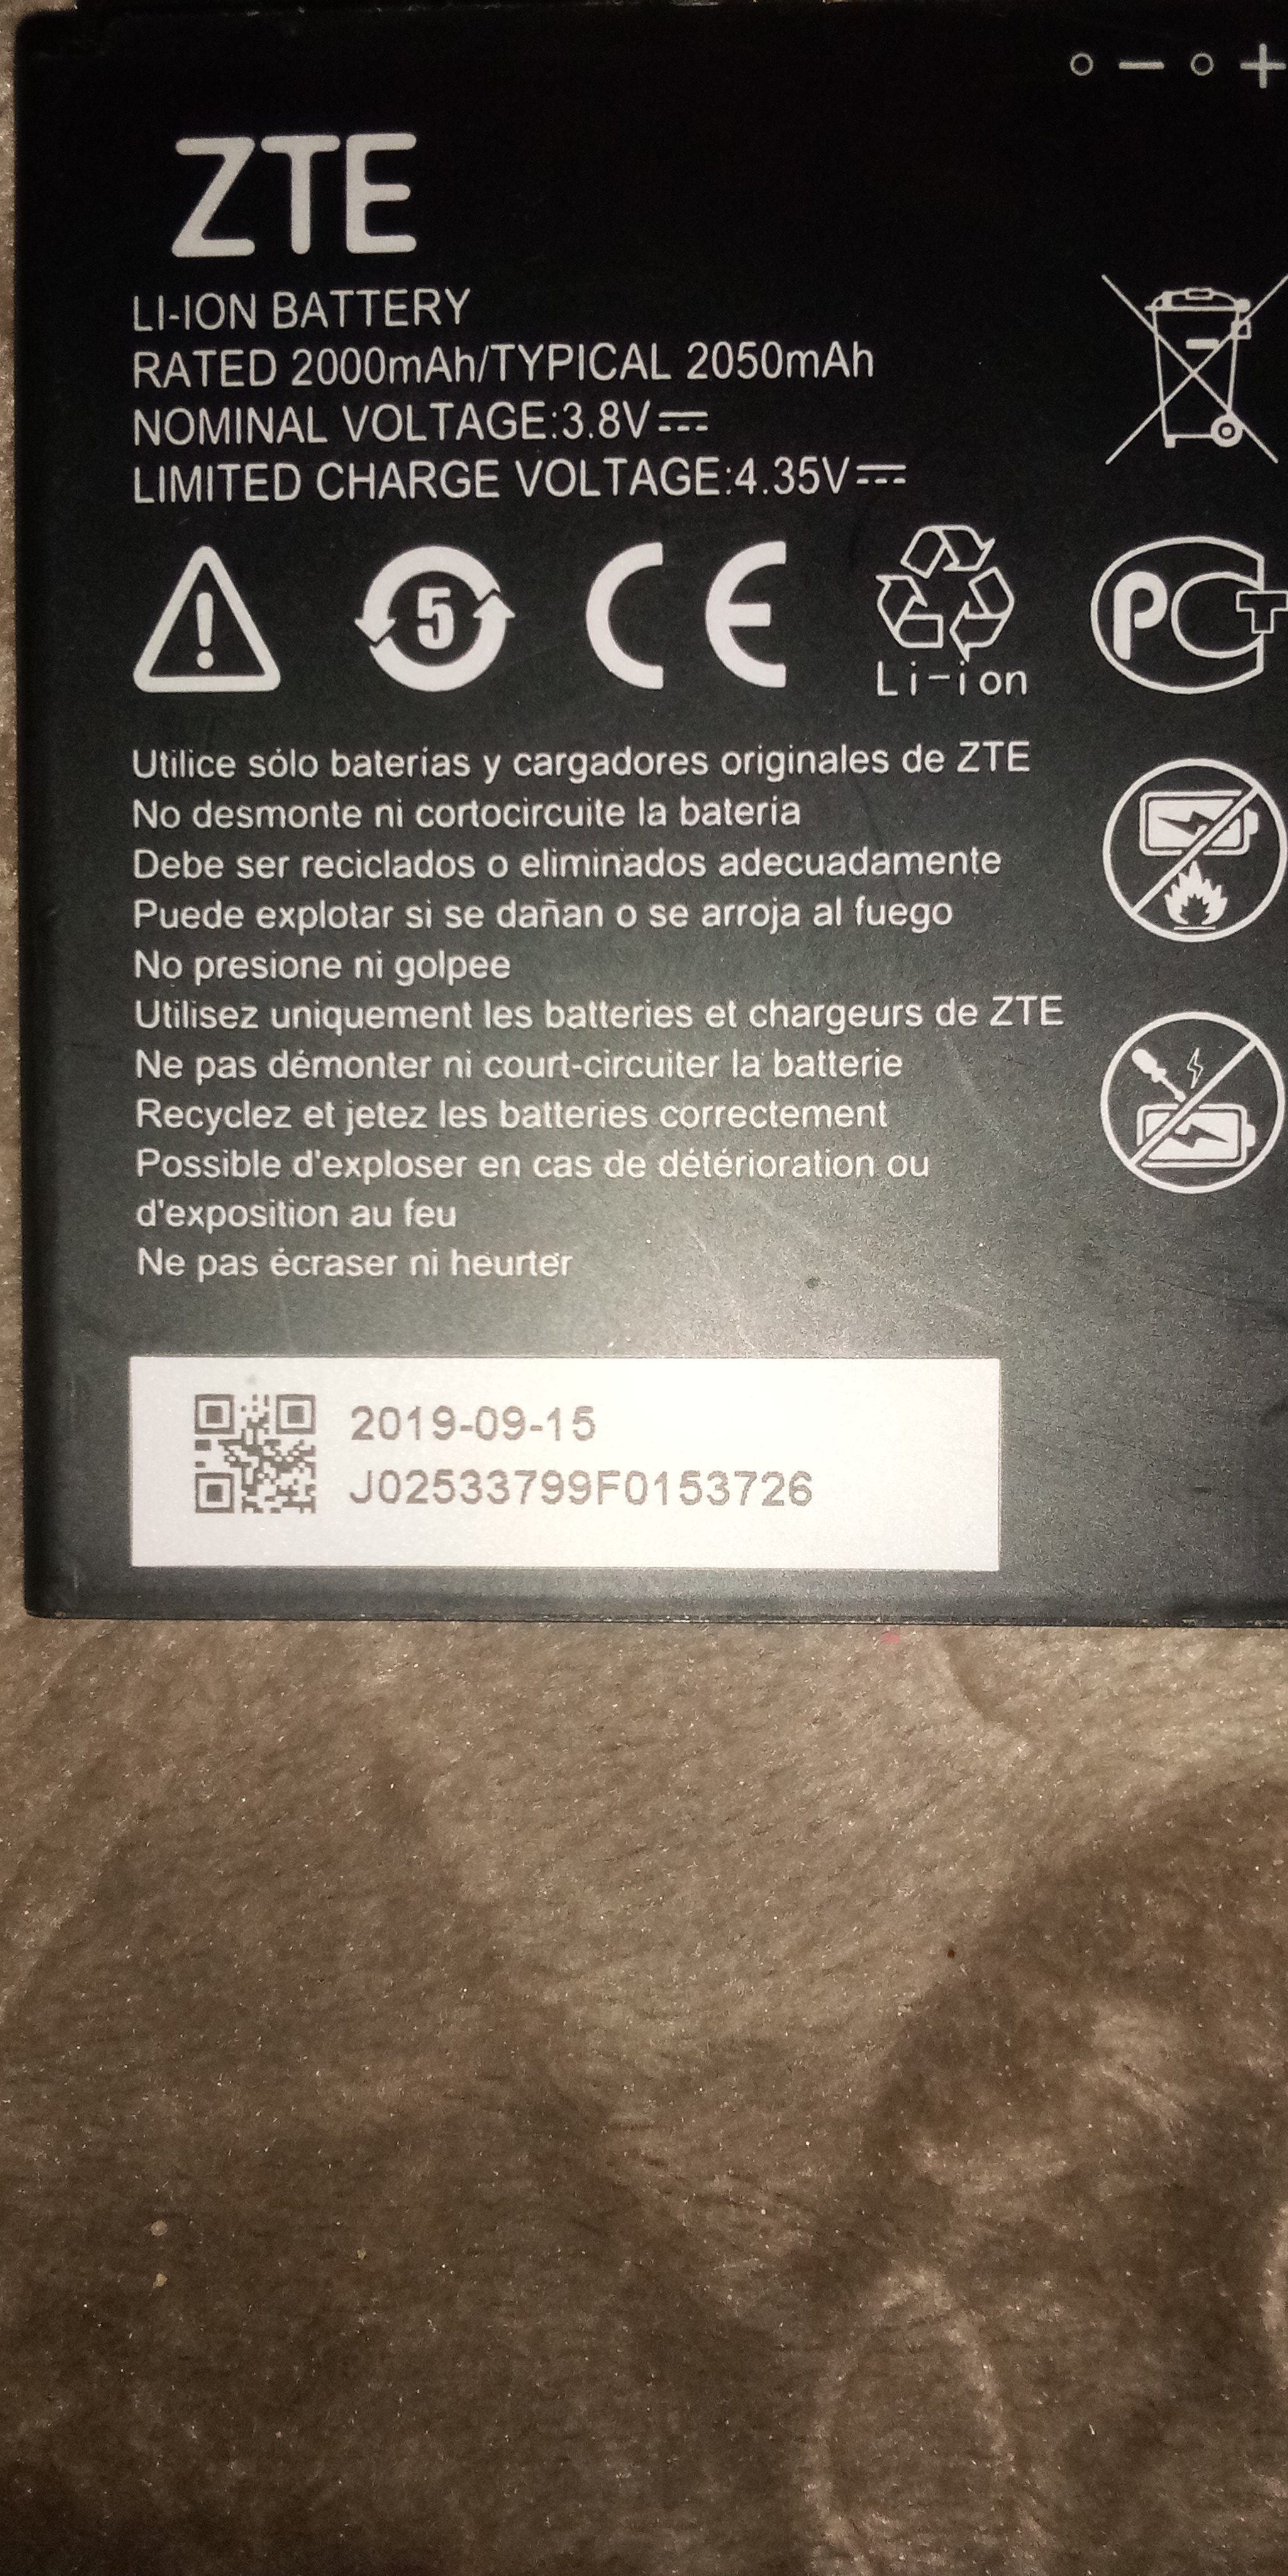 ZTE
LI-ION BATTERY
RATED 2000mAh/TYPICAL 2050mAh
NOMINAL VOLTAGE:3.8V⎓
LIMITED CHARGE VOLTAGE:4.35V⎓
5
CE
Li-ion
PCT
Utilice sólo baterías y cargadores originales de ZTE
No desmonte ni cortocircuite la batería
Debe ser reciclados o eliminados adecuadamente
Puede explotar si se dañan o se arroja al fuego
No presione ni golpee
Utilisez uniquement les batteries et chargeurs de ZTE
Ne pas démonter ni court-circuiter la batterie
Recyclez et jetez les batteries correctement
Possible d'exploser en cas de détérioration ou
d'exposition au feu
Ne pas écraser ni heurter
2019-09-15
J02533799F0153726